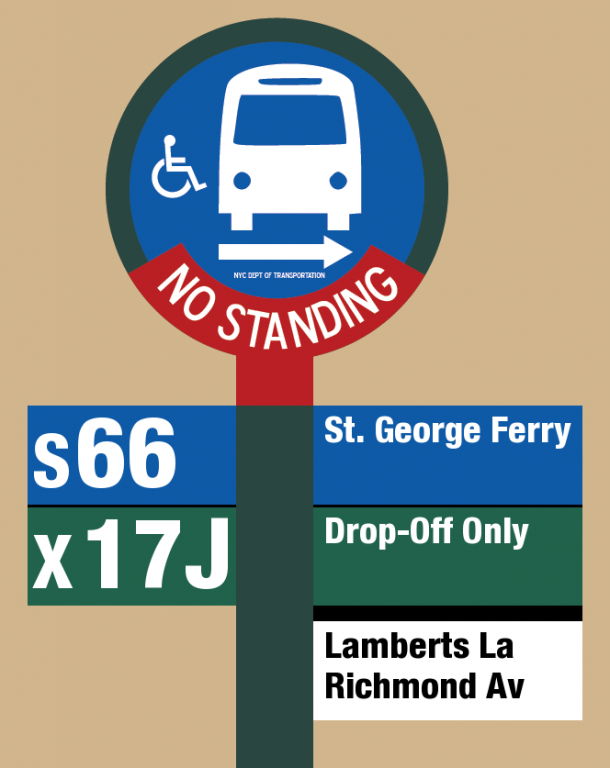 NYC DEPT OF TRANSPORTATION
NO STANDING
s66
St. George Ferry
x17J
Drop-Off Only
Lamberts La
Richmond Av